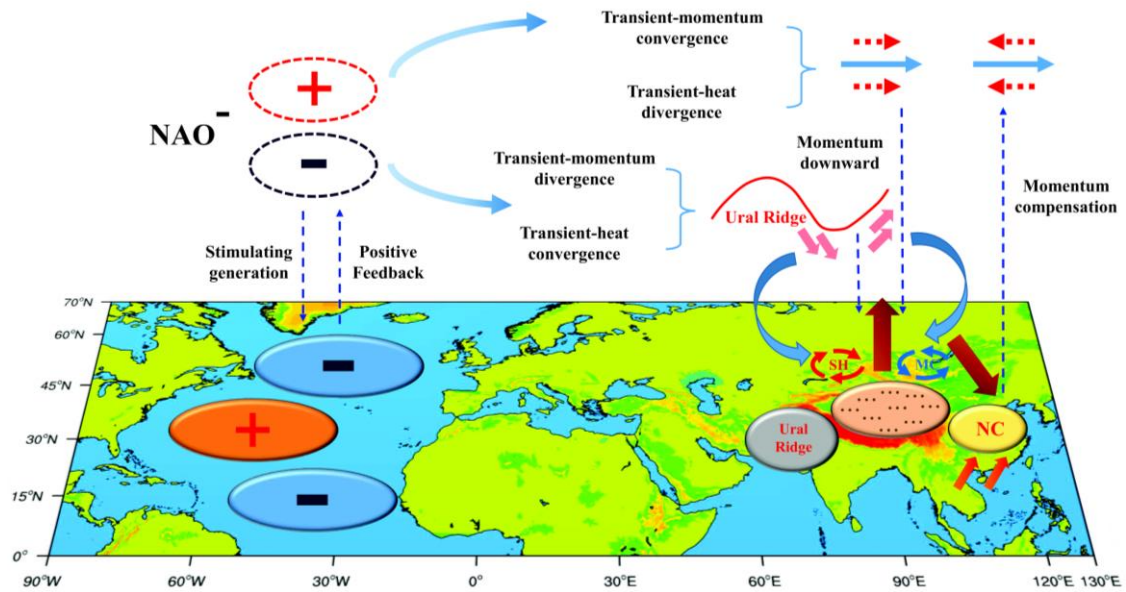 Transient-momentum
convergence
Transient-heat
divergence
NAO-
+
-
Transient-momentum
divergence
Transient-heat
convergence
Momentum
downward
Ural Ridge
Momentum
compensation
Stimulating
generation
Positive
Feedback
70°N
60°N
45°N
30°N
15°N
0°
-
+
-
SH
MC
Ural
Ridge
NC
90°W
60°W
30°W
0°
30°E
60°E
90°E
120°E
130°E